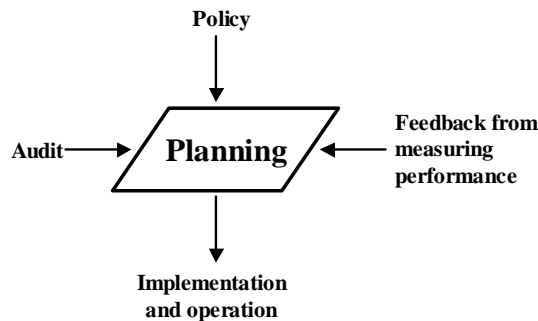 Policy
Audit
Planning
Feedback from
measuring
performance
Implementation
and operation